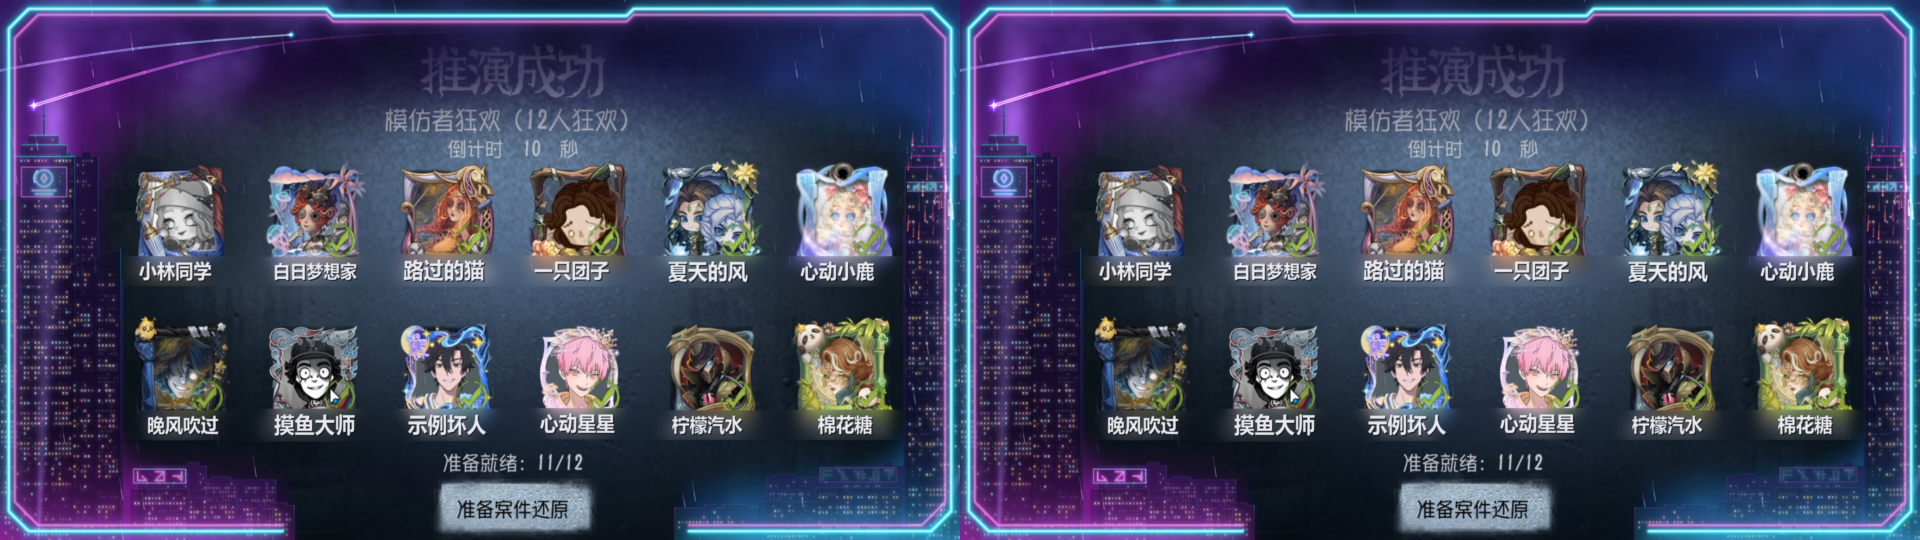 推演成功
模仿者狂欢（12人狂欢）
倒计时 10 秒
小林同学 白日梦想家 路过的猫 一只团子 夏天的风 心动小鹿
晚风吹过 摸鱼大师 示例坏人 心动星星 柠檬汽水 棉花糖
准备就绪：11/12
准备案件还原
推演成功
模仿者狂欢（12人狂欢）
倒计时 10 秒
小林同学 白日梦想家 路过的猫 一只团子 夏天的风 心动小鹿
晚风吹过 摸鱼大师 示例坏人 心动星星 柠檬汽水 棉花糖
准备就绪：11/12
准备案件还原